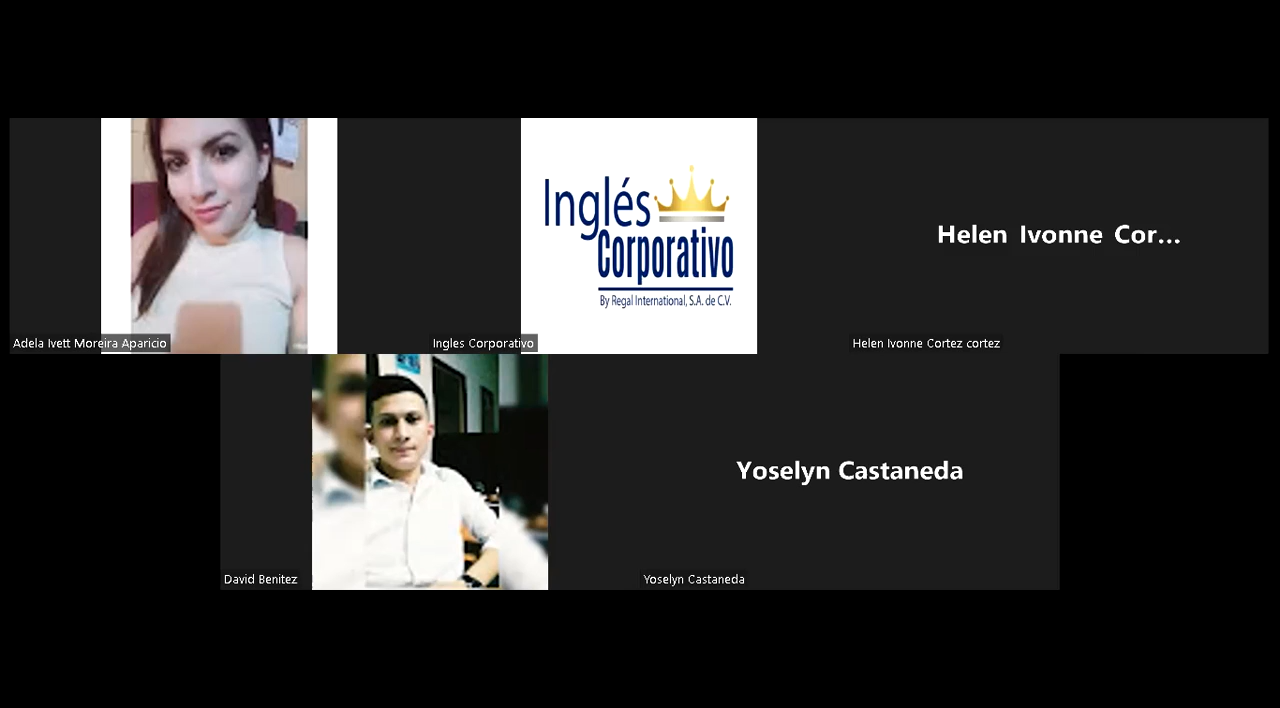 Inglés
Corporativo
By Regal International, S.A. de C.V.
Helen Ivonne Cor...
Adela Ivett Moreira Aparicio
Ingles Corporativo
Helen Ivonne Cortez cortez
Yoselyn Castaneda
David Benitez
Yoselyn Castaneda